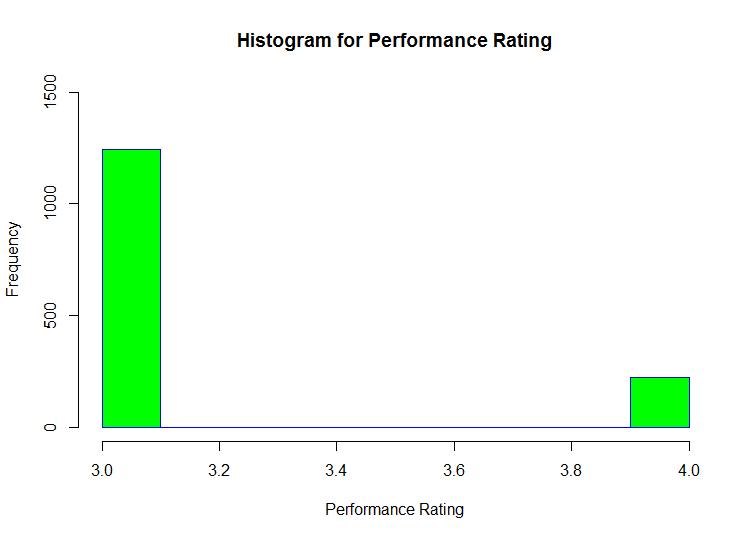 Histogram for Performance Rating
1500
1000
500
0
Frequency
3.0 3.2 3.4 3.6 3.8 4.0
Performance Rating